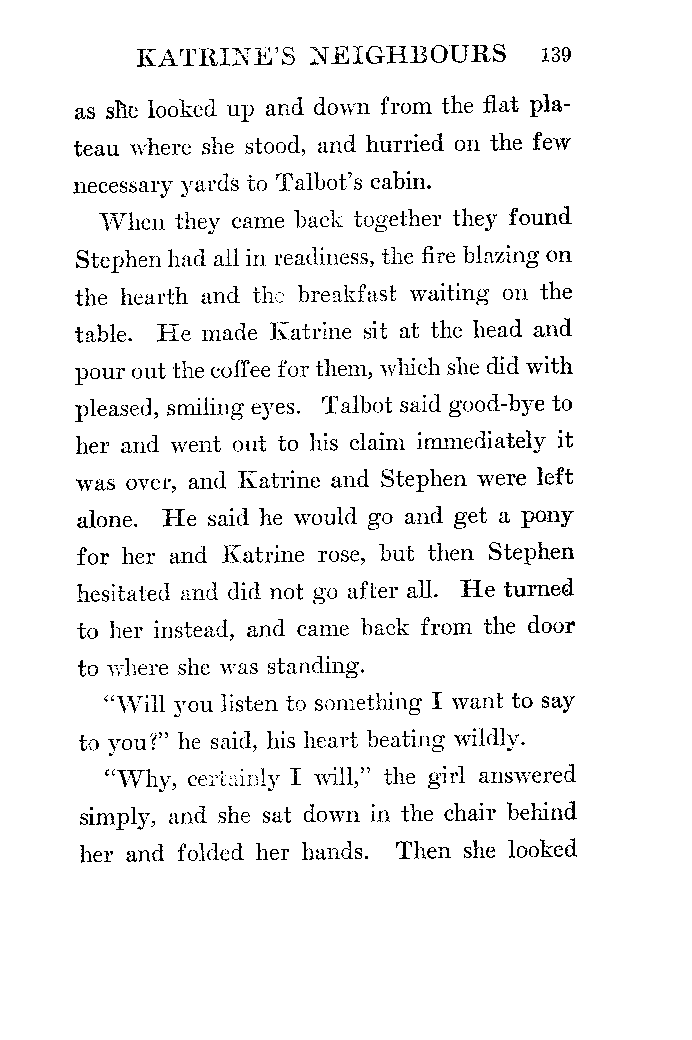 KATRINE'S NEIGHBOURS 139
as she looked up and down from the flat pla-
teau where she stood, and hurried on the few
necessary yards to Talbot's cabin.
When they came back together they found
Stephen had all in readiness, the fire blazing on
the hearth and the breakfast waiting on the
table. He made Katrine sit at the head and
pour out the coffee for them, which she did with
pleased, smiling eyes. Talbot said good-bye to
her and went out to his claim immediately it
was over, and Katrine and Stephen were left
alone. He said he would go and get a pony
for her and Katrine rose, but then Stephen
hesitated and did not go after all. He turned
to her instead, and came back from the door
to where she was standing.
“Will you listen to something I want to say
to you?” he said, his heart beating wildly.
“Why, certainly I will,” the girl answered
simply, and she sat down in the chair behind
her and folded her hands. Then she looked